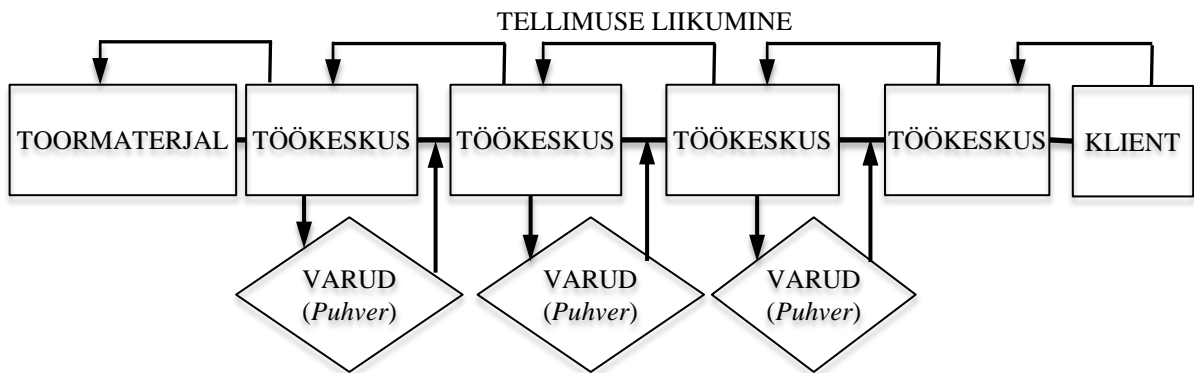 TELLIMUSE LIIKUMINE
TOORMATERJAL
TÖÖKESKUS
TÖÖKESKUS
TÖÖKESKUS
TÖÖKESKUS
KLIENT
VARUD
(Puhver)
VARUD
(Puhver)
VARUD
(Puhver)